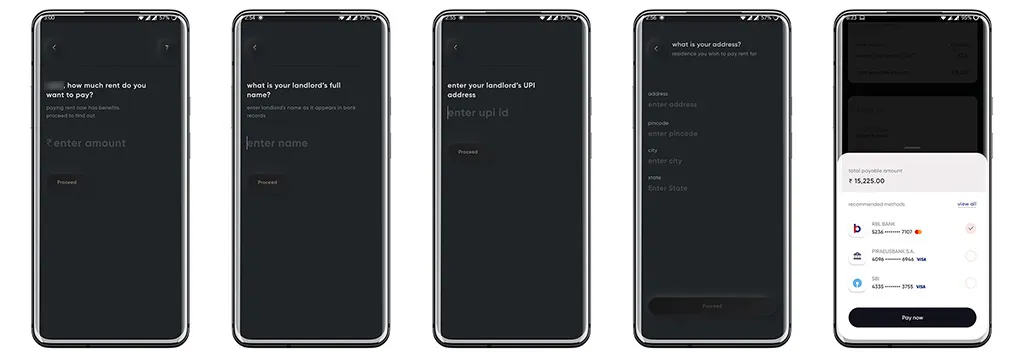 3:00 57%
?
, how much rent do you
want to pay?
paying rent now has benefits.
proceed to find out
₹ enter amount
Proceed
2:54 57%
what is your landlord's full
name?
enter landlord's name as it appears in bank
records
enter name
Proceed
2:55 57%
enter your landlord's UPI
address
enter upi id
Proceed
2:56 56%
what is your address?
residence you wish to pay rent for
address
enter address
pincode
enter pincode
city
enter city
state
Enter State
Proceed
6:23 95%
total payable amount
₹ 15,225.00
recommended methods view all
RBL BANK
5236 •••••••• 7107
PIRAEUSBANK S.A.
4096 •••••••• 6946 VISA
SBI
4335 •••••••• 3755 VISA
Pay now